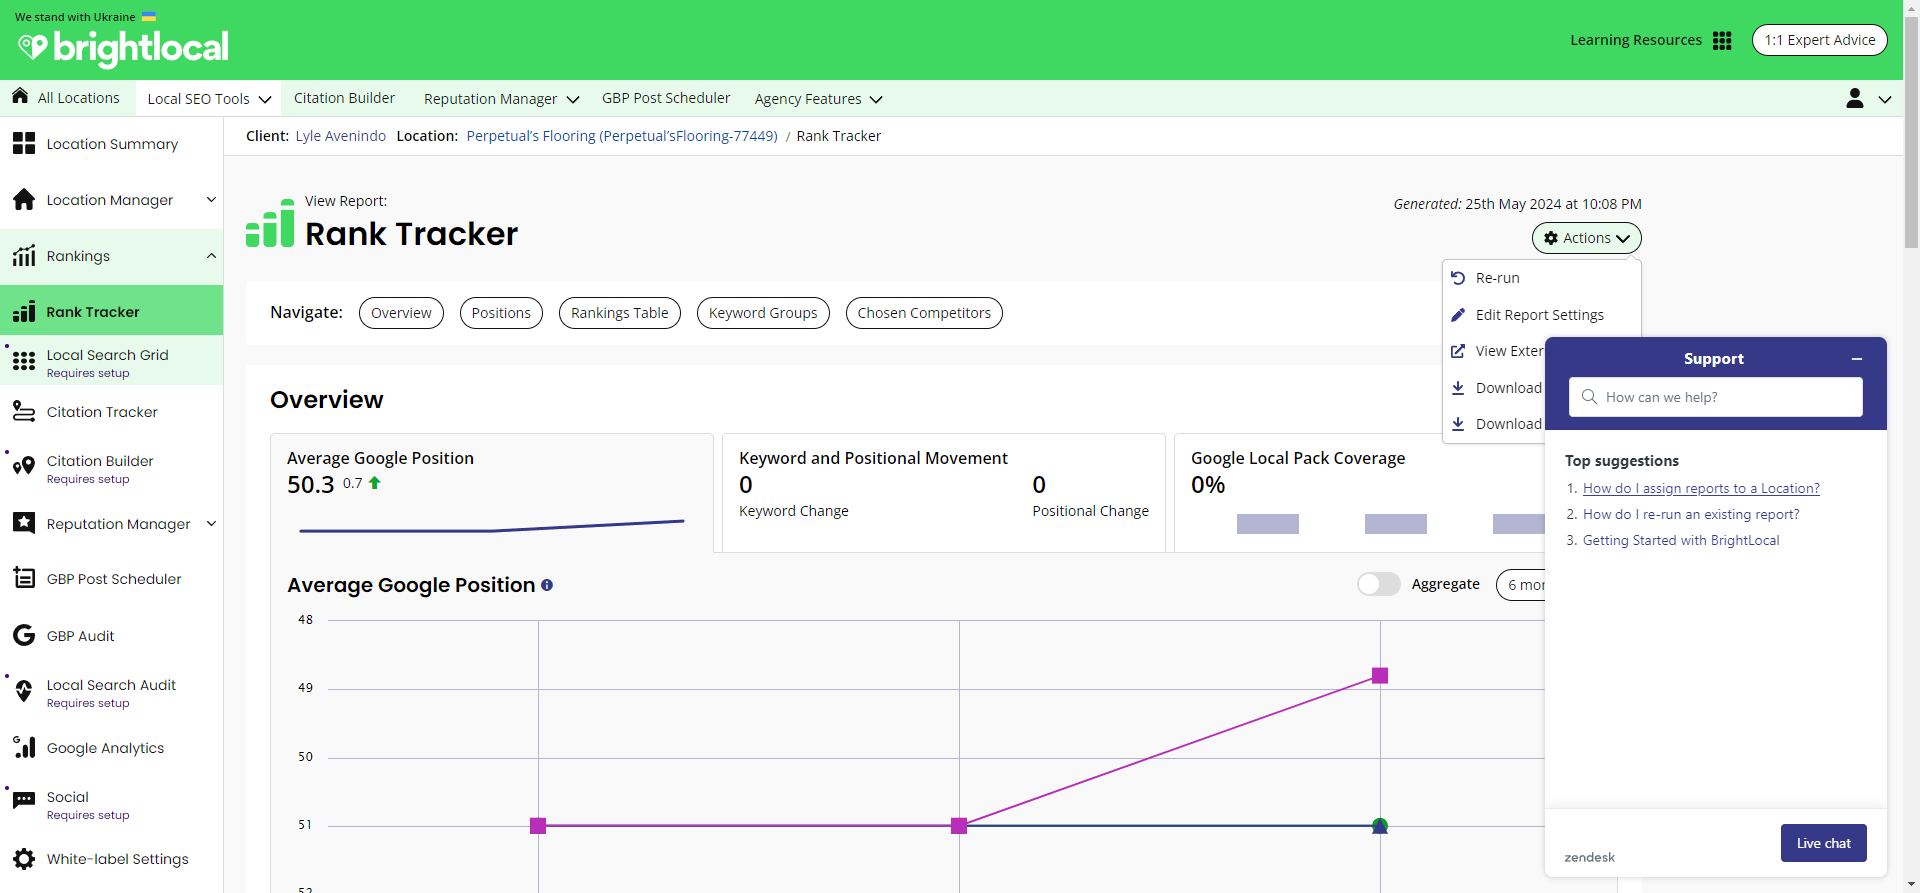 We stand with Ukraine
brightlocal
Learning Resources
1:1 Expert Advice
All Locations
Local SEO Tools
Citation Builder
Reputation Manager
GBP Post Scheduler
Agency Features
Client: Lyle Avenindo Location: Perpetual's Flooring (Perpetual'sFlooring-77449) / Rank Tracker
Location Summary
Location Manager
Rankings
Rank Tracker
Local Search Grid
Requires setup
Citation Tracker
Citation Builder
Requires setup
Reputation Manager
GBP Post Scheduler
GBP Audit
Local Search Audit
Requires setup
Google Analytics
Social
Requires setup
White-label Settings
View Report:
Rank Tracker
Generated: 25th May 2024 at 10:08 PM
Actions
Re-run
Edit Report Settings
View Exter
Download
Download
Navigate:
Overview
Positions
Rankings Table
Keyword Groups
Chosen Competitors
Overview
Average Google Position
50.3 0.7
Keyword and Positional Movement
0
Keyword Change
0
Positional Change
Google Local Pack Coverage
0%
Average Google Position
Aggregate
6 mor
48
49
50
51
52
Support
How can we help?
Top suggestions
1. How do I assign reports to a Location?
2. How do I re-run an existing report?
3. Getting Started with BrightLocal
zendesk
Live chat